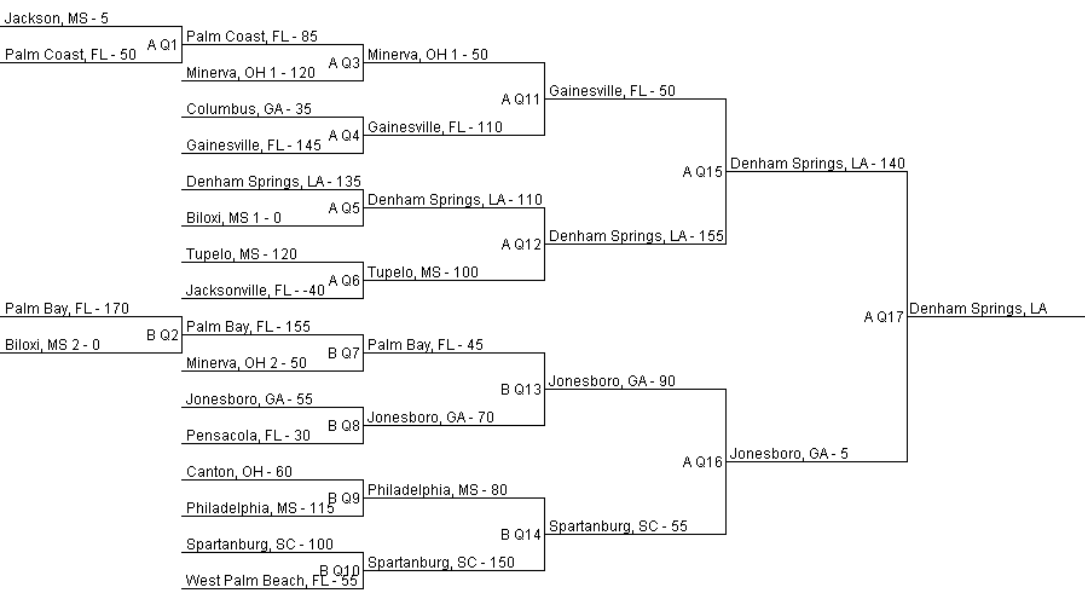 Jackson, MS - 5
A Q1
Palm Coast, FL - 50
Palm Coast, FL - 85
A Q3
Minerva, OH 1 - 120
Minerva, OH 1 - 50
A Q11
Columbus, GA - 35
A Q4
Gainesville, FL - 145
Gainesville, FL - 110
Gainesville, FL - 50
A Q15
Denham Springs, LA - 135
A Q5
Biloxi, MS 1 - 0
Denham Springs, LA - 110
A Q12
Tupelo, MS - 120
A Q6
Jacksonville, FL - -40
Tupelo, MS - 100
Denham Springs, LA - 155
Denham Springs, LA - 140
A Q17
Denham Springs, LA
Palm Bay, FL - 170
B Q2
Biloxi, MS 2 - 0
Palm Bay, FL - 155
B Q7
Minerva, OH 2 - 50
Palm Bay, FL - 45
B Q13
Jonesboro, GA - 55
B Q8
Pensacola, FL - 30
Jonesboro, GA - 70
Jonesboro, GA - 90
A Q16
Jonesboro, GA - 5
Canton, OH - 60
B Q9
Philadelphia, MS - 115
Philadelphia, MS - 80
B Q14
Spartanburg, SC - 55
Spartanburg, SC - 100
B Q10
West Palm Beach, FL - 55
Spartanburg, SC - 150